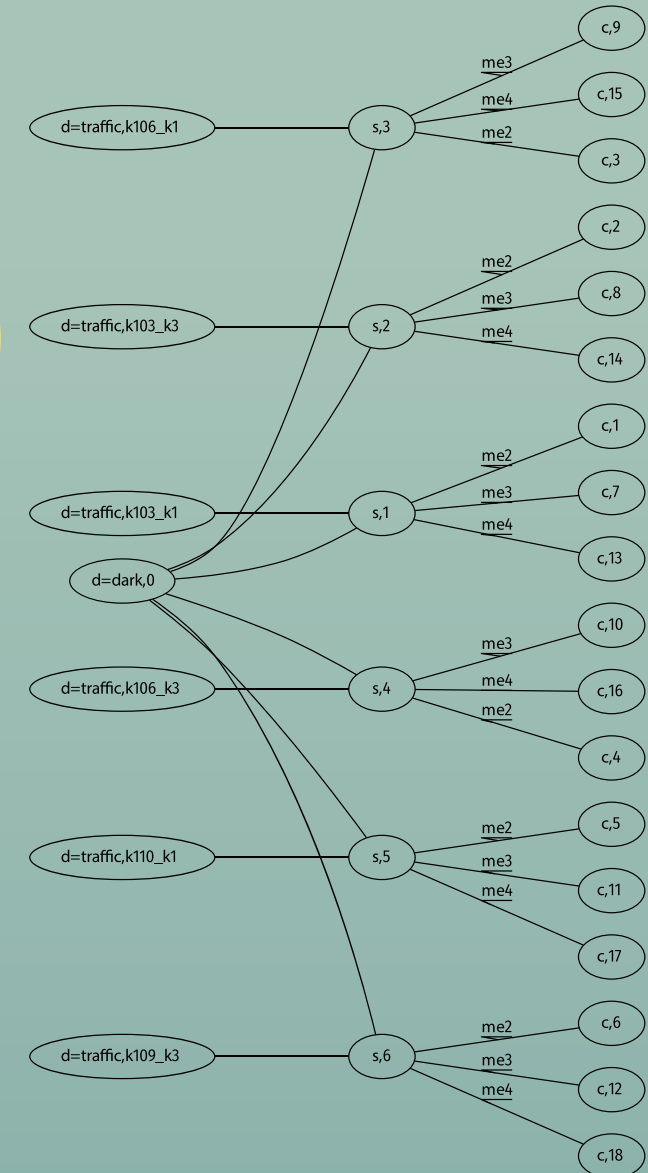 c,9
me3
me4
c,15
d=traffic,k106_k1
s,3
me2
c,3
c,2
me2
me3
c,8
d=traffic,k103_k3
s,2
me4
c,14
c,1
me2
me3
c,7
d=traffic,k103_k1
s,1
me4
c,13
d=dark,0
c,10
me3
me4
d=traffic,k106_k3
s,4
c,16
me2
c,4
c,5
me2
d=traffic,k110_k1
s,5
me3
c,11
me4
c,17
c,6
me2
d=traffic,k109_k3
s,6
me3
c,12
me4
c,18